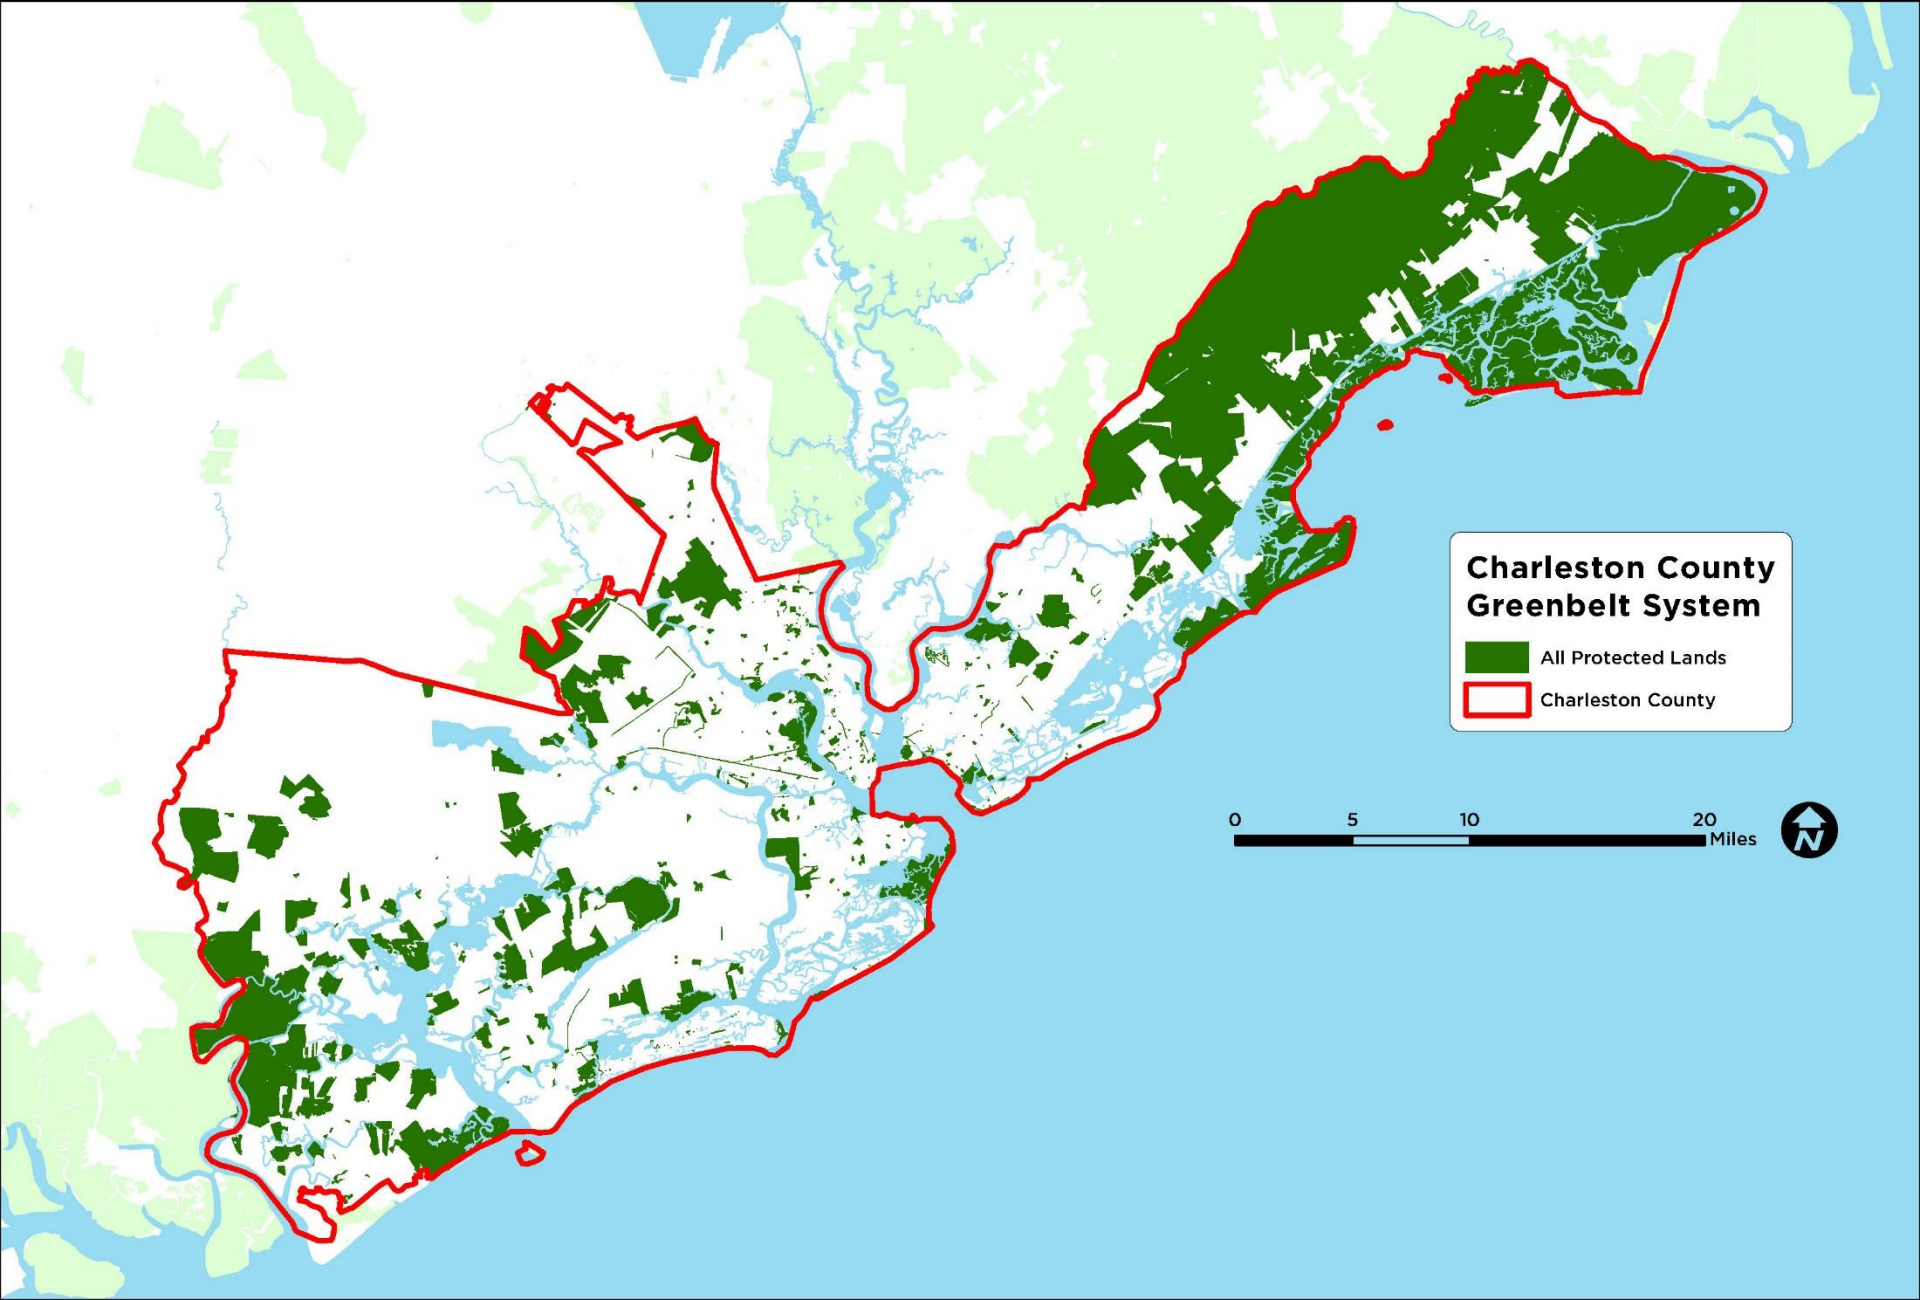 Charleston County
Greenbelt System
All Protected Lands
Charleston County
0 5 10 20
Miles
N